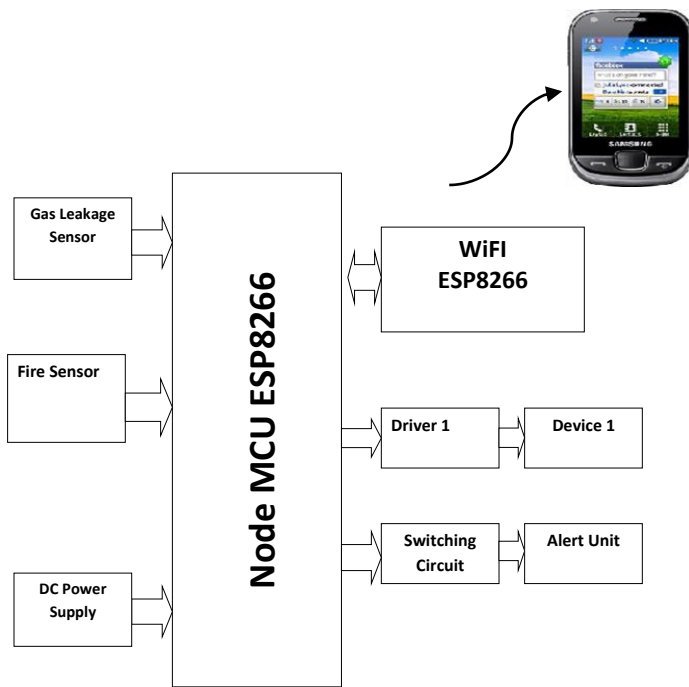 facebook
SAMSUNG
Gas Leakage
Sensor
WiFI
ESP8266
Node MCU ESP8266
Fire Sensor
Driver 1
Device 1
Switching
Circuit
Alert Unit
DC Power
Supply